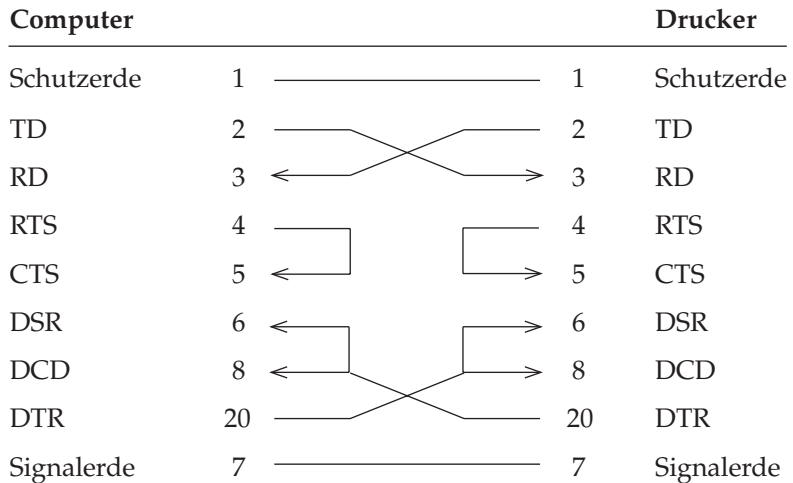 Computer Drucker
Schutzerde 1 1 Schutzerde
TD 2 2 TD
RD 3 3 RD
RTS 4 4 RTS
CTS 5 5 CTS
DSR 6 6 DSR
DCD 8 8 DCD
DTR 20 20 DTR
Signalerde 7 7 Signalerde